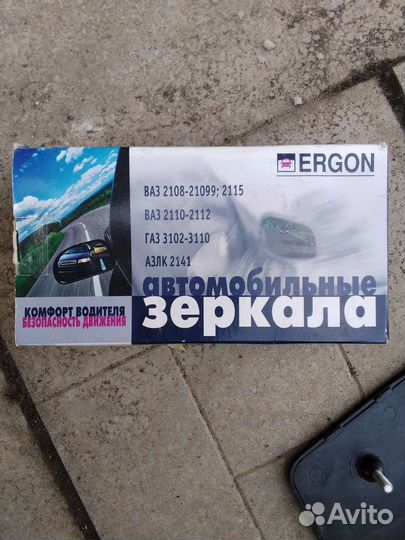 ERGON
ВАЗ 2108-21099; 2115
ВАЗ 2110-2112
ГАЗ 3102-3110
АЗЛК 2141
автомобильные
зеркала
КОМФОРТ ВОДИТЕЛЯ
БЕЗОПАСНОСТЬ ДВИЖЕНИЯ
Avito